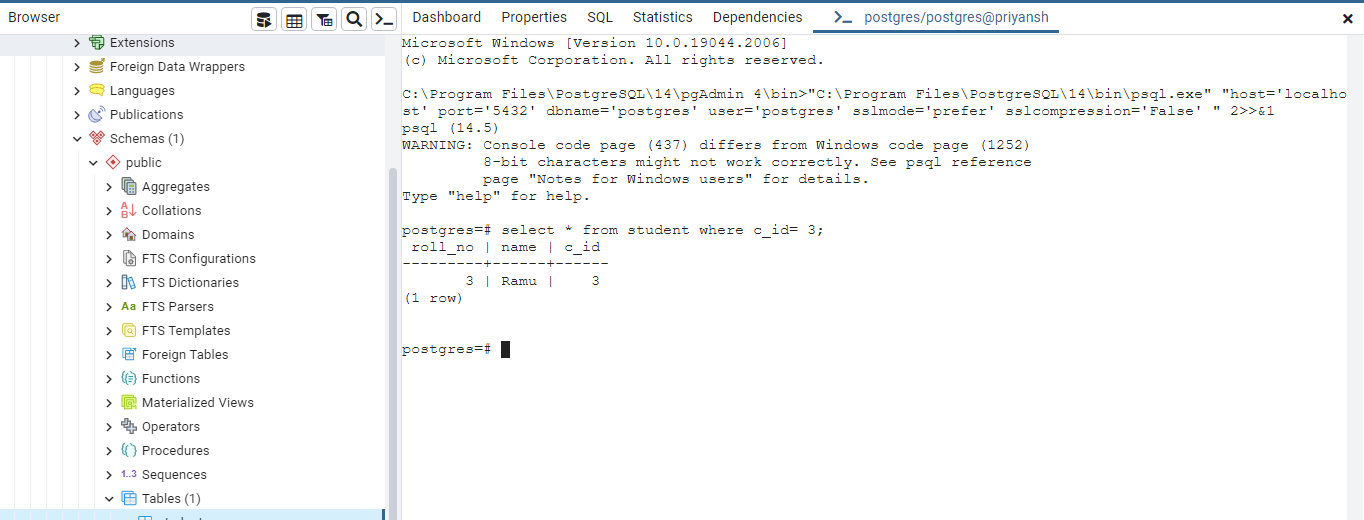 Browser
Dashboard Properties SQL Statistics Dependencies postgres/postgres@priyansh
Extensions
Foreign Data Wrappers
Languages
Publications
Schemas (1)
public
Aggregates
Collations
Domains
FTS Configurations
FTS Dictionaries
Aa FTS Parsers
FTS Templates
Foreign Tables
Functions
Materialized Views
Operators
Procedures
1..3 Sequences
Tables (1)
Microsoft Windows [Version 10.0.19044.2006]
(c) Microsoft Corporation. All rights reserved.
C:\Program Files\PostgreSQL\14\pgAdmin 4\bin>"C:\Program Files\PostgreSQL\14\bin\psql.exe" "host='localho
st' port='5432' dbname='postgres' user='postgres' sslmode='prefer' sslcompression='False' " 2>>&1
psql (14.5)
WARNING: Console code page (437) differs from Windows code page (1252)
8-bit characters might not work correctly. See psql reference
page "Notes for Windows users" for details.
Type "help" for help.
postgres=# select * from student where c_id= 3;
roll_no | name | c_id
---------+------+------
3 | Ramu | 3
(1 row)
postgres=#